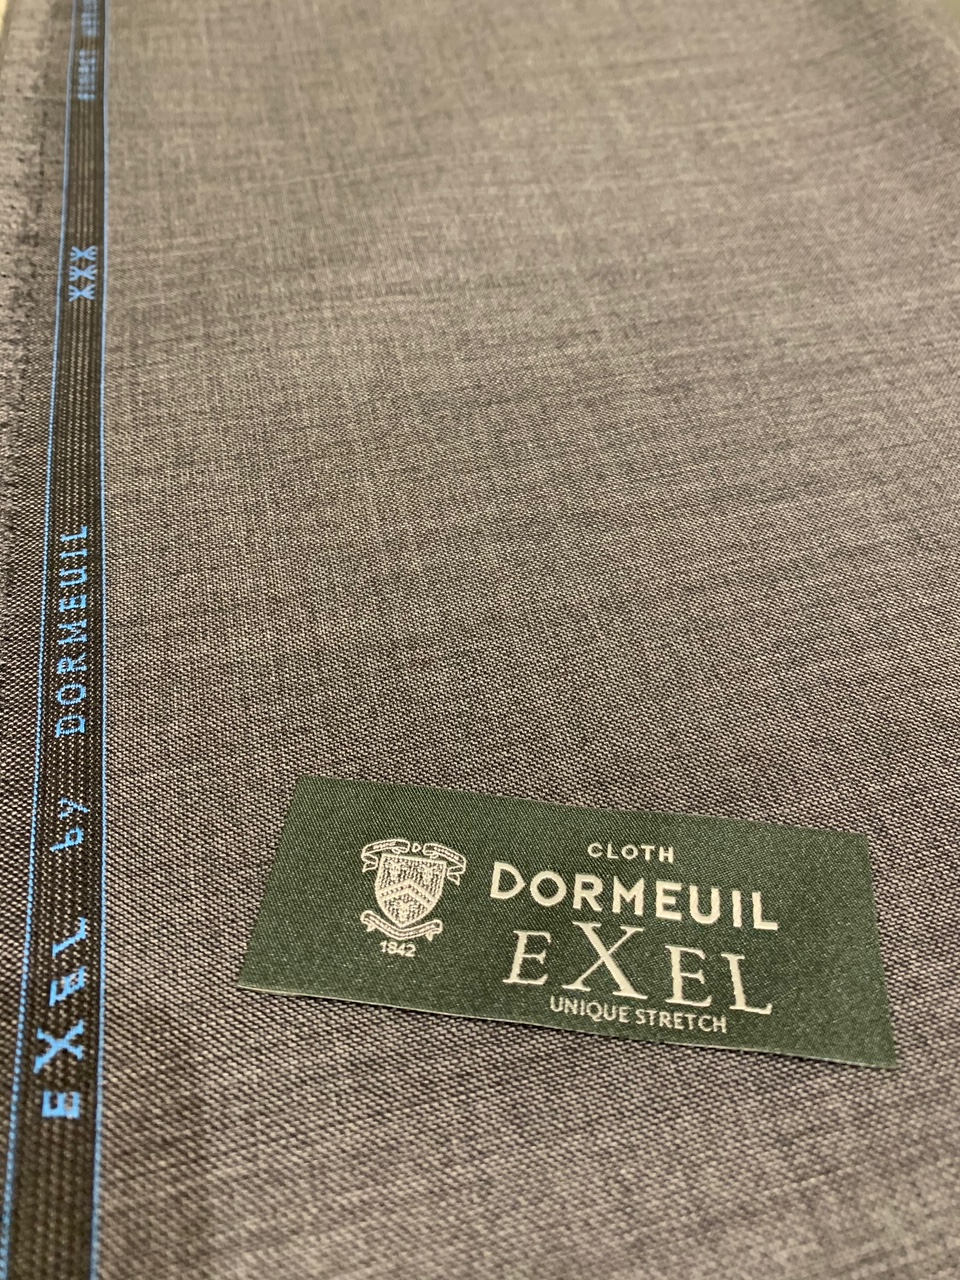 EXEL by DORMEUIL XXX
CLOTH
DORMEUIL
EXEL
UNIQUE STRETCH
1842